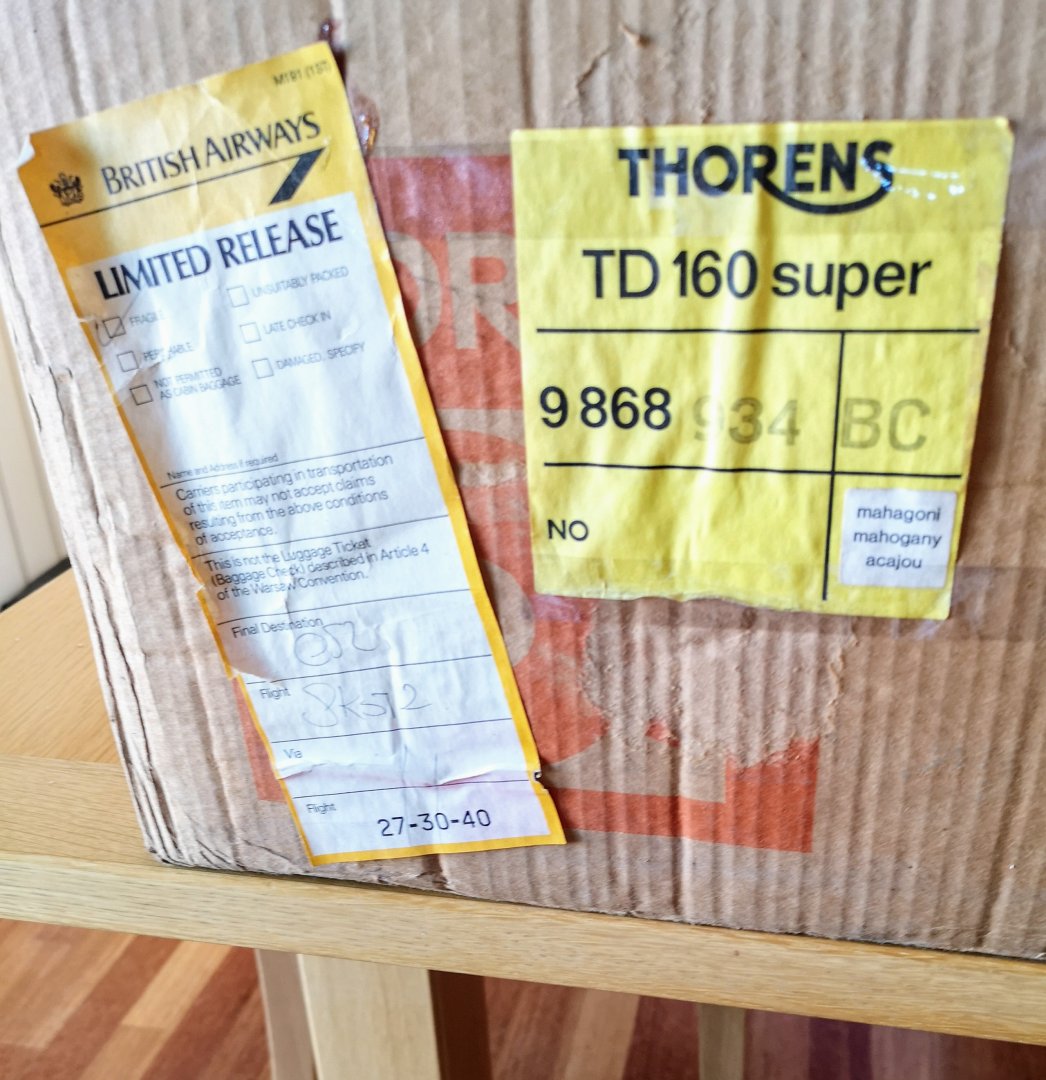 M181 (1ST)
BRITISH AIRWAYS
LIMITED RELEASE
FRAGILE
PERISHABLE
NOT PERMITTED
AS CABIN BAGGAGE
UNSUITABLY PACKED
LATE CHECK IN
DAMAGED, SPECIFY
Name and Address if required
Carriers participating in transportation
of this item may not accept claims
resulting from the above conditions
of acceptance.
This is not the Luggage Ticket
(Baggage Check) described in Article 4
of the Warsaw Convention.
Final Destination
Flight
SK512
Via
Flight
27-30-40
OR
THORENS
TD 160 super
9 868 934 BC
NO
mahagoni
mahogany
acajou